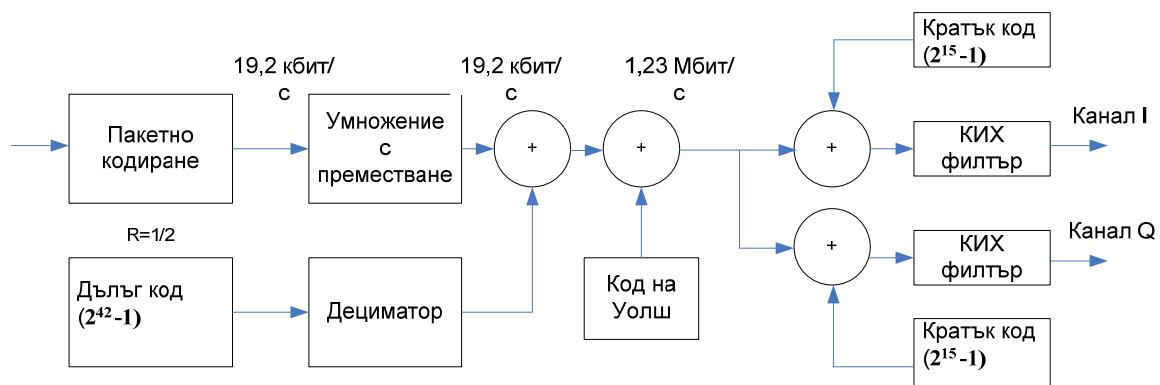 Кратък код
(2¹⁵-1)
19,2 кбит/
с
19,2 кбит/
с
1,23 Мбит/
с
Пакетно
кодиране
Умножение
с
преместване
+
+
+
КИХ
филтър
Канал I
R=1/2
+
КИХ
филтър
Канал Q
Дълъг код
(2⁴²-1)
Дециматор
Код на
Уолш
Кратък код
(2¹⁵-1)